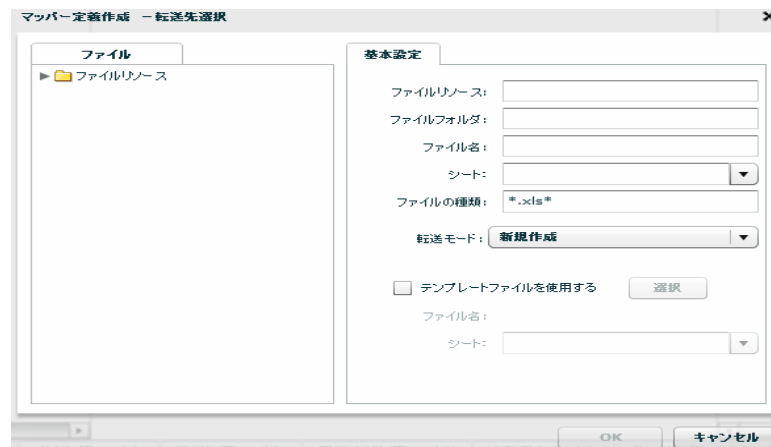 マッパー定義作成 －転送先選択
ファイル
ファイルリソース
基本設定
ファイルリソース:
ファイルフォルダ:
ファイル名:
シート:
ファイルの種類: *.xls*
転送モード: 新規作成
テンプレートファイルを使用する 選択
ファイル名:
シート:
OK キャンセル